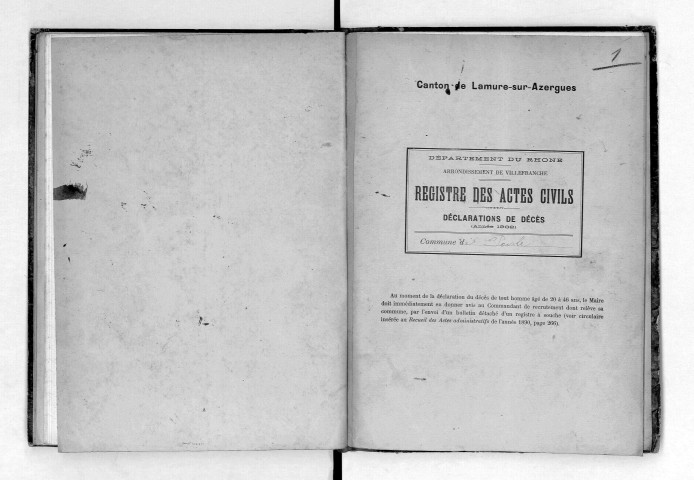 1
Canton de Lamure-sur-Azergues
DÉPARTEMENT DU RHONE
ARRONDISSEMENT DE VILLEFRANCHE
REGISTRE DES ACTES CIVILS
DÉCLARATIONS DE DÉCÈS
(Année 1902)
Commune d
Au moment de la déclaration du décès de tout homme âgé de 20 à 46 ans, le Maire
doit immédiatement en donner avis au Commandant de recrutement dont relève sa
commune, par l'envoi d'un bulletin détaché d'un registre à souche (voir circulaire
insérée au Recueil des Actes administratifs de l'année 1890, page 266).